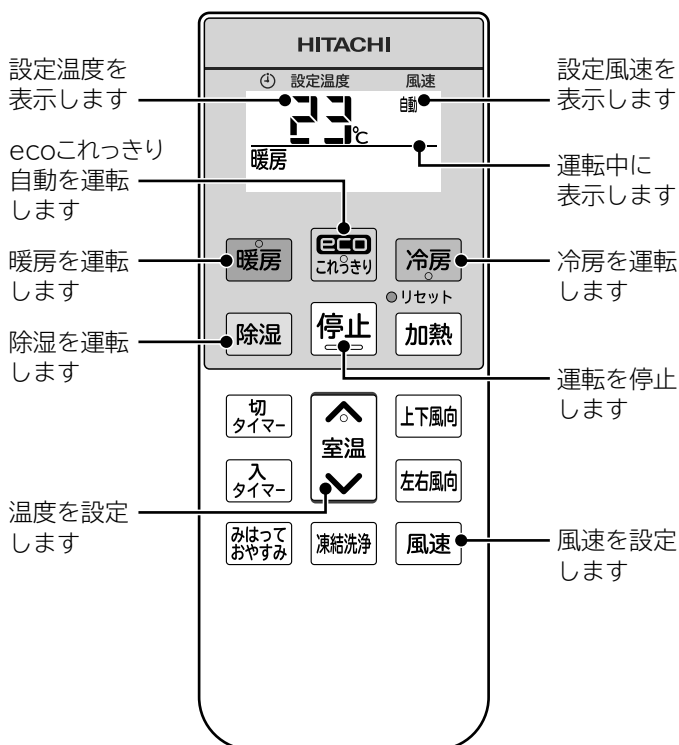 HITACHI
設定温度 風速
23℃ 自動
暖房
設定温度を
表示します
ecoこれっきり
自動を運転
します
暖房を運転
します
除湿を運転
します
温度を設定
します
設定風速を
表示します
運転中に
表示します
冷房を運転
します
運転を停止
します
風速を設定
します
暖房
eco
これっきり
冷房
リセット
除湿
停止
加熱
切
タイマー
室温
上下風向
入
タイマー
左右風向
みはって
おやすみ
凍結洗浄
風速